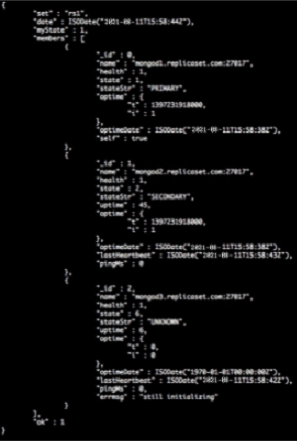 {
"set" : "rs1",
"date" : ISODate("2021-08-11T15:58:44Z"),
"myState" : 1,
"members" : [
{
"_id" : 0,
"name" : "mongod1.replicaset.com:27017",
"health" : 1,
"state" : 1,
"stateStr" : "PRIMARY",
"optime" : {
"t" : 1397231918000,
"i" : 1
},
"optimeDate" : ISODate("2021-08-11T15:58:38Z"),
"self" : true
},
{
"_id" : 1,
"name" : "mongod2.replicaset.com:27017",
"health" : 1,
"state" : 2,
"stateStr" : "SECONDARY",
"uptime" : 45,
"optime" : {
"t" : 1397231918000,
"i" : 1
},
"optimeDate" : ISODate("2021-08-11T15:58:38Z"),
"lastHeartbeat" : ISODate("2021-08-11T15:58:43Z"),
"pingMs" : 0
},
{
"_id" : 2,
"name" : "mongod3.replicaset.com:27017",
"health" : 1,
"state" : 6,
"stateStr" : "UNKNOWN",
"uptime" : 6,
"optime" : {
"t" : 0,
"i" : 0
},
"optimeDate" : ISODate("1970-01-01T00:00:00Z"),
"lastHeartbeat" : ISODate("2021-08-11T15:58:42Z"),
"pingMs" : 0,
"errmsg" : "still initializing"
}
],
"ok" : 1
}